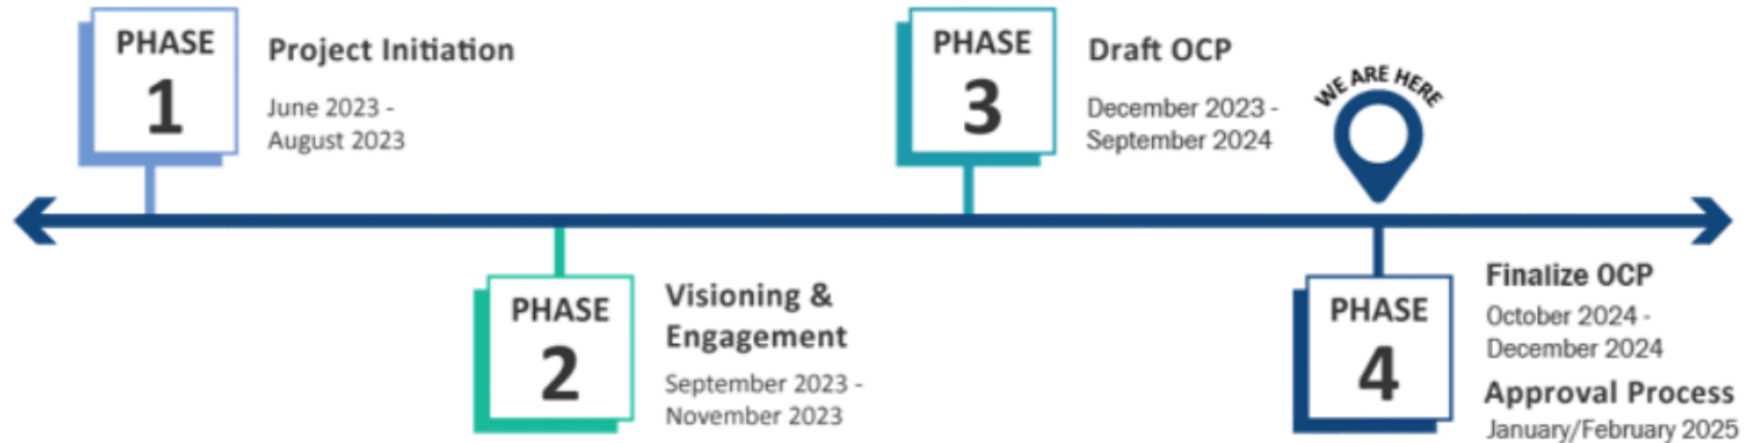 PHASE
1
Project Initiation
June 2023 -
August 2023
PHASE
2
Visioning &
Engagement
September 2023 -
November 2023
PHASE
3
Draft OCP
December 2023 -
September 2024
WE ARE HERE
PHASE
4
Finalize OCP
October 2024 -
December 2024
Approval Process
January/February 2025